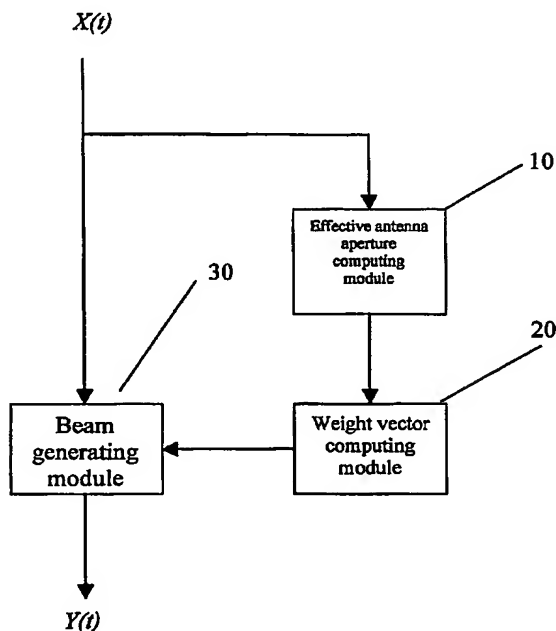 X(t)
10
Effective antenna
aperture
computing
module
30
20
Beam
generating
module
Weight vector
computing
module
Y(t)